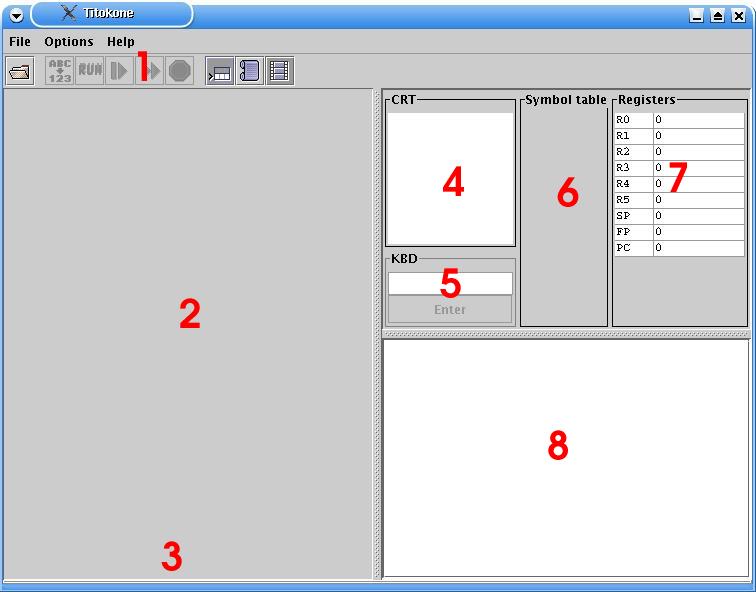 Titokone
File Options Help
ABC 123 RUN 1
CRT Symbol table Registers
R0 0
R1 0
R2 0
R3 0
R4 0
R5 0
SP 0
FP 0
PC 0
4 6 7
KBD
5
Enter
2
8
3